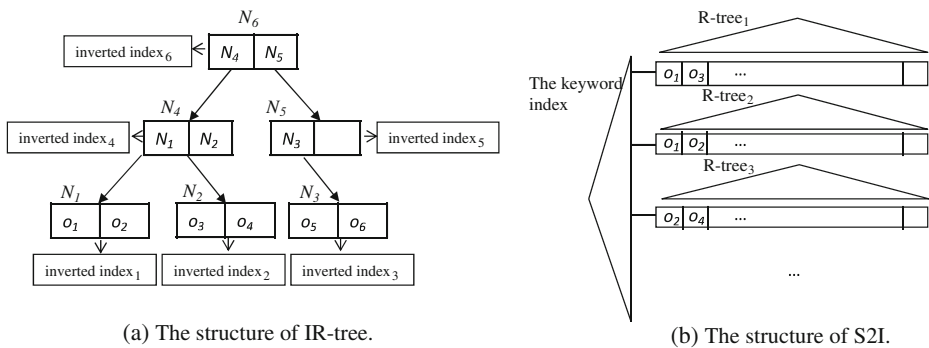 N6
inverted index6
N4 N5
N4
N5
inverted index4
N1 N2
N3
inverted index5
N1
N2
N3
o1 o2
o3 o4
o5 o6
inverted index1
inverted index2
inverted index3
(a) The structure of IR-tree.
R-tree1
The keyword
index
o1 o3 ...
R-tree2
o1 o2 ...
R-tree3
o2 o4 ...
...
(b) The structure of S2I.